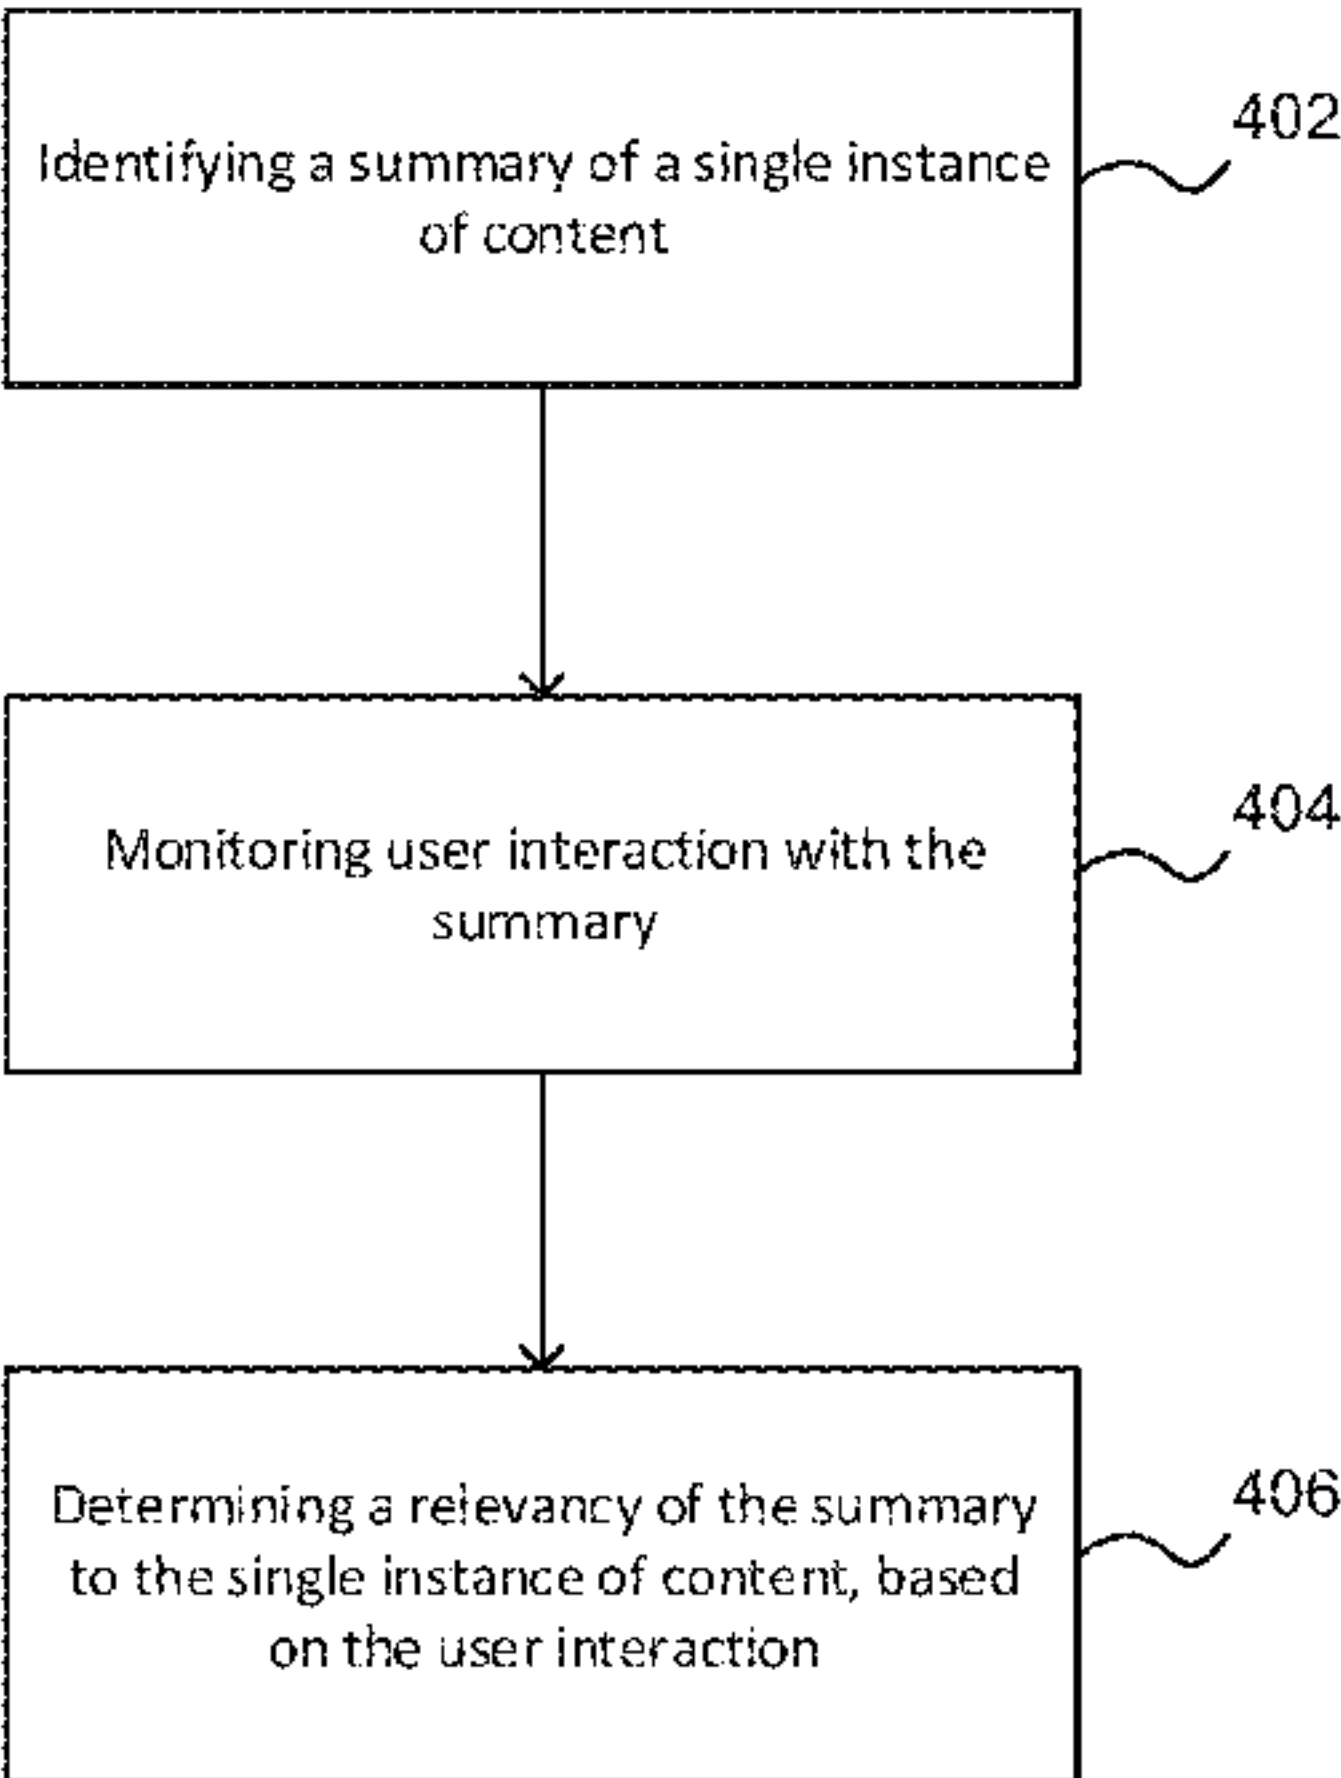 402
Identifying a summary of a single instance
of content
404
Monitoring user interaction with the
summary
406
Determining a relevancy of the summary
to the single instance of content, based
on the user interaction